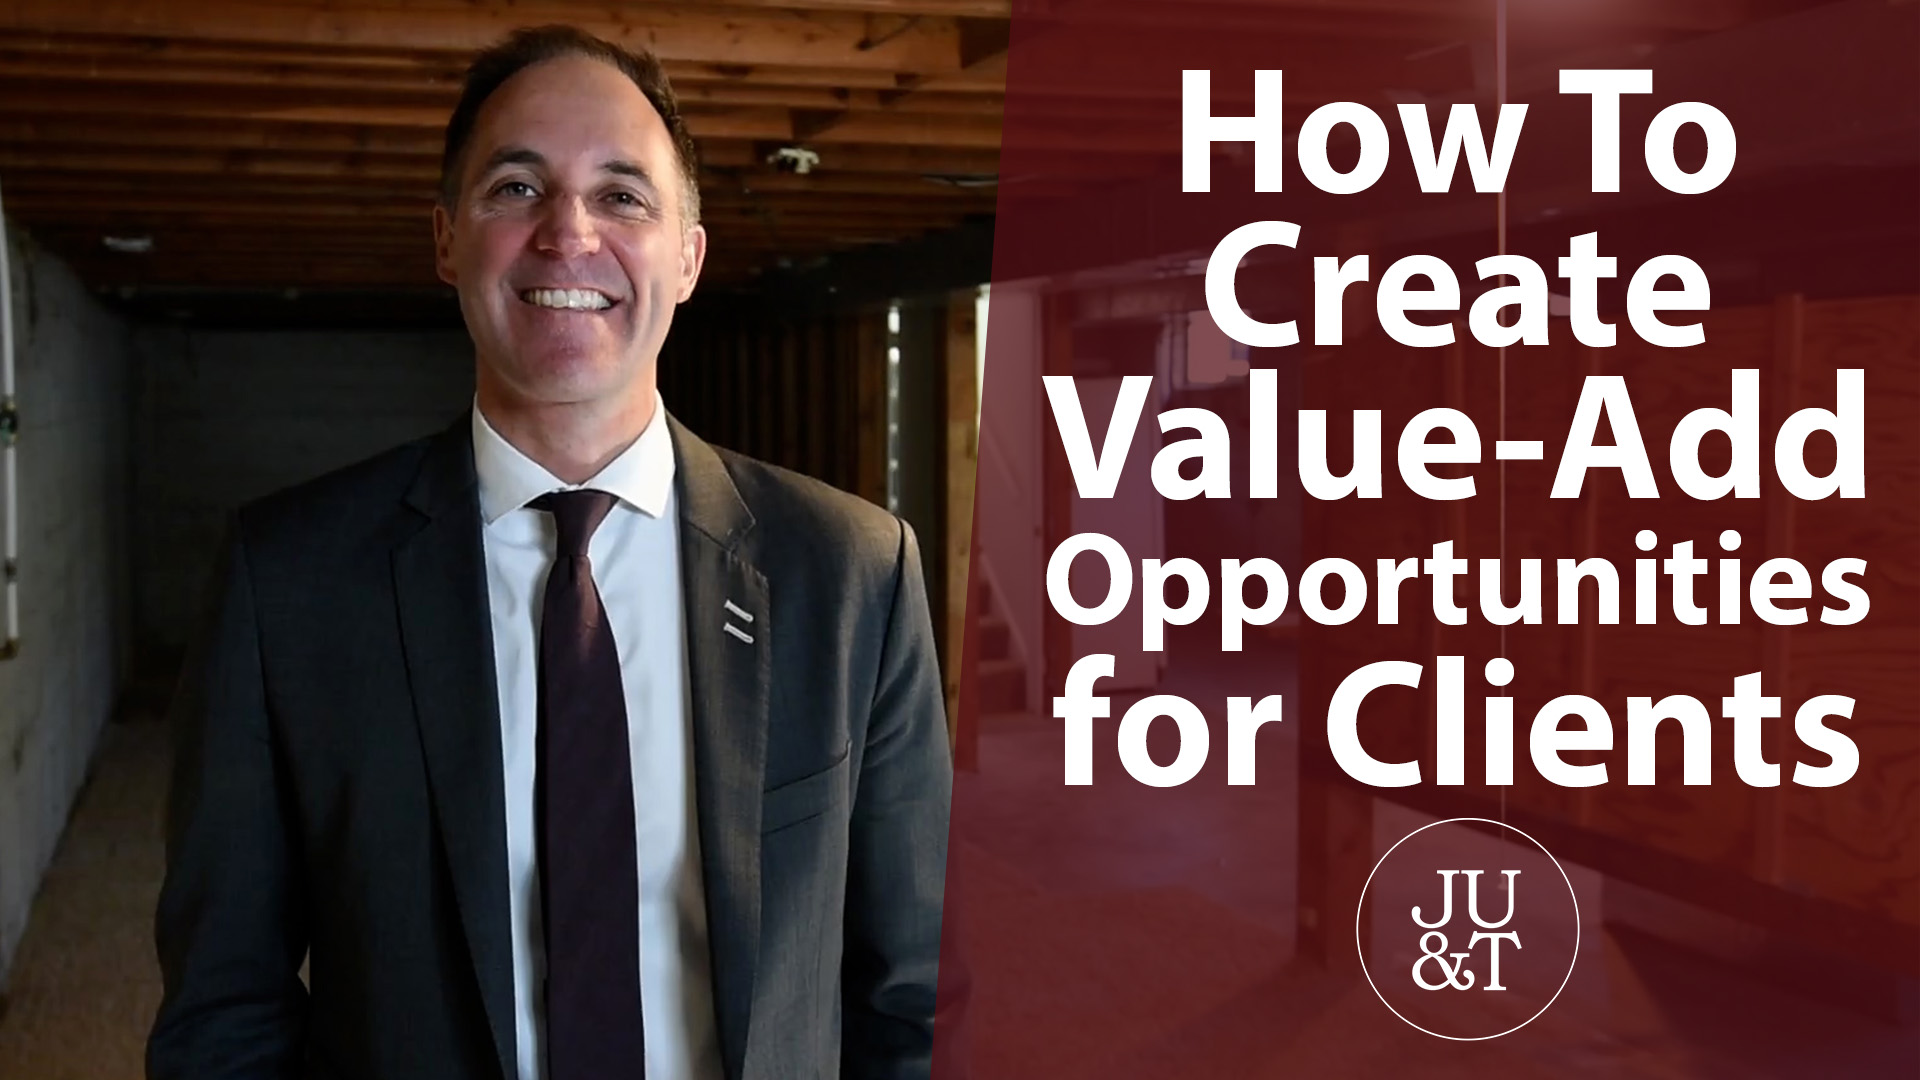 How To
Create
Value-Add
Opportunities
for Clients
JU
&T